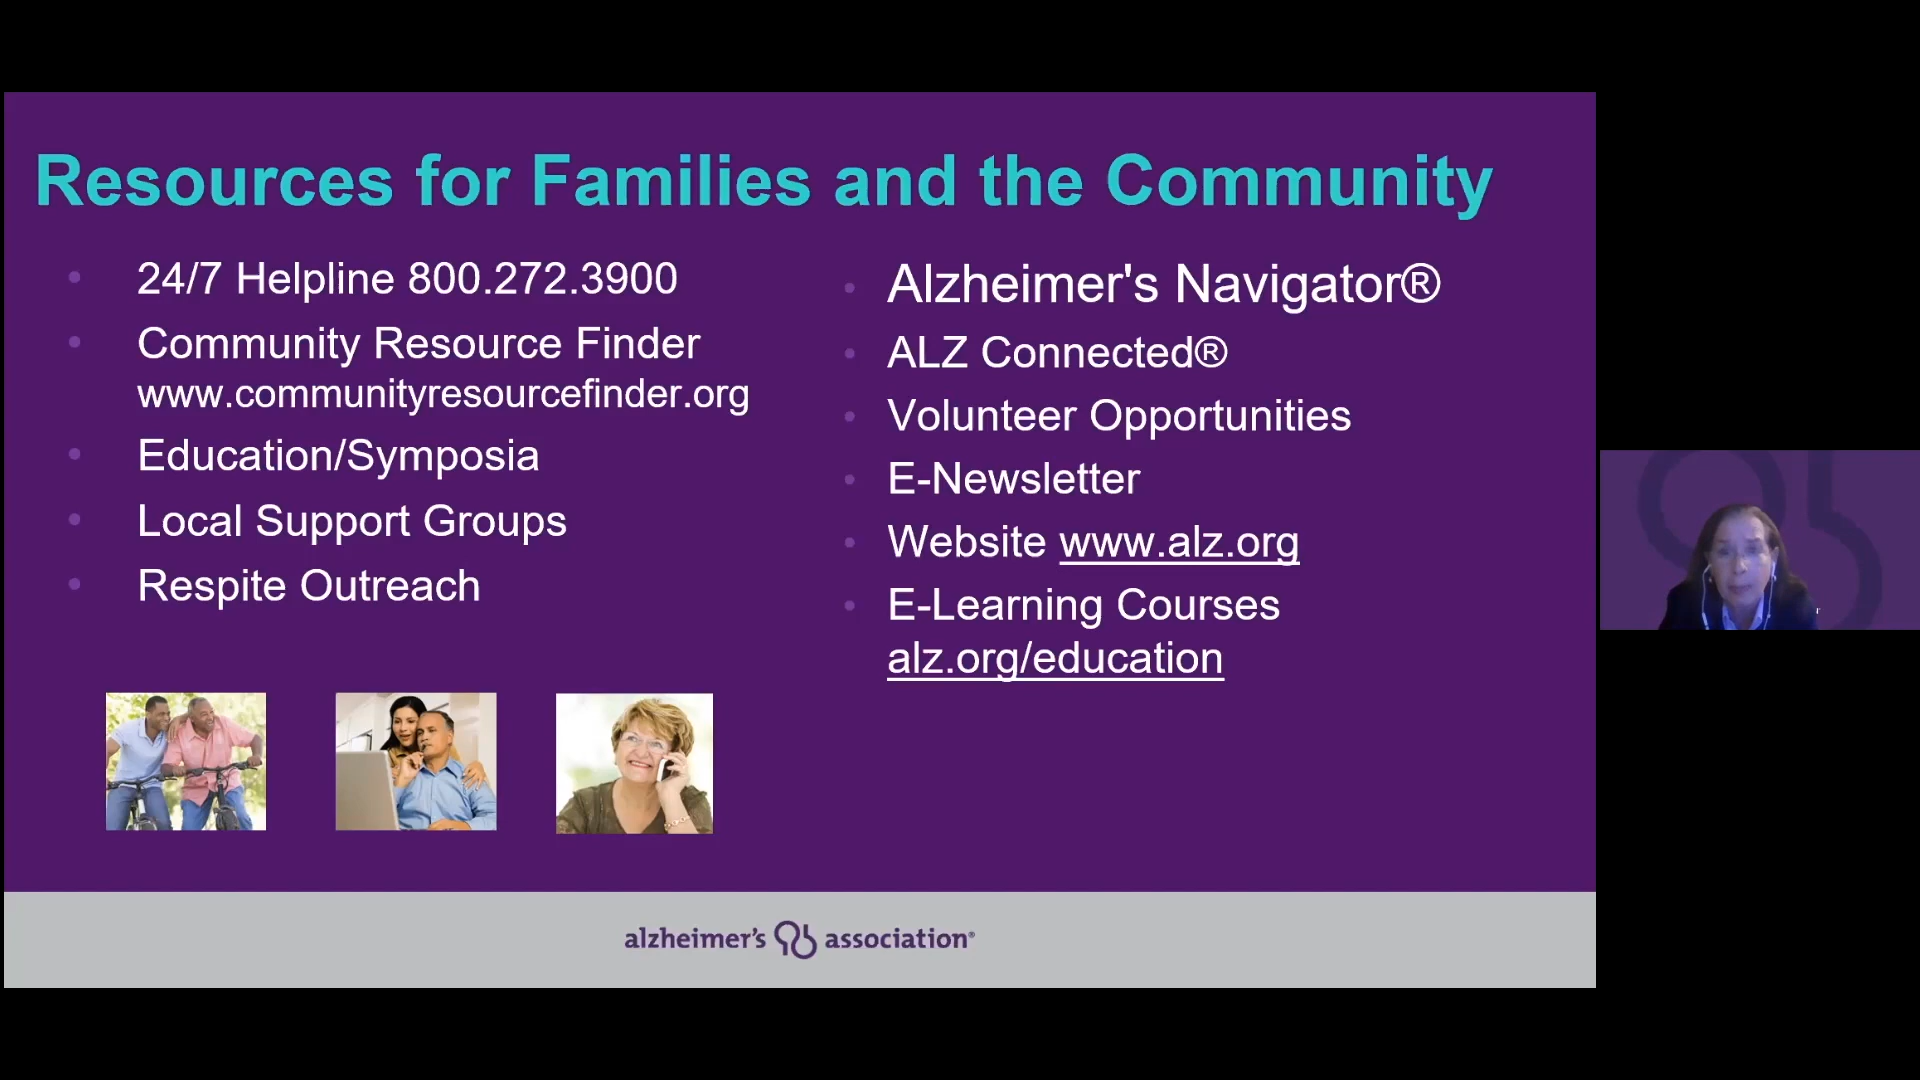 Resources for Families and the Community
24/7 Helpline 800.272.3900
Community Resource Finder
www.communityresourcefinder.org
Education/Symposia
Local Support Groups
Respite Outreach
Alzheimer's Navigator®
ALZ Connected®
Volunteer Opportunities
E-Newsletter
Website www.alz.org
E-Learning Courses
alz.org/education
alzheimer's association®